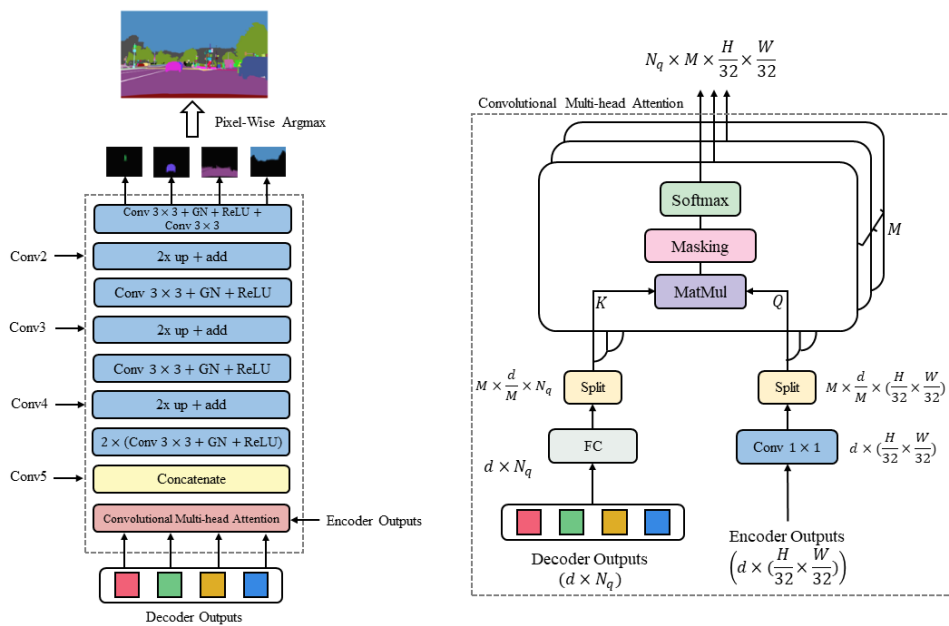 Pixel-Wise Argmax
Conv 3 × 3 + GN + ReLU +
Conv 3 × 3
Conv2
2x up + add
Conv 3 × 3 + GN + ReLU
Conv3
2x up + add
Conv 3 × 3 + GN + ReLU
Conv4
2x up + add
2 × (Conv 3 × 3 + GN + ReLU)
Conv5
Concatenate
Convolutional Multi-head Attention
Encoder Outputs
Decoder Outputs
N_q × M × H/32 × W/32
Convolutional Multi-head Attention
Softmax
Masking
MatMul
M
K
Q
M × d/M × N_q
Split
Split
M × d/M × (H/32 × W/32)
FC
Conv 1 × 1
d × (H/32 × W/32)
d × N_q
Decoder Outputs
(d × N_q)
Encoder Outputs
(d × (H/32 × W/32))